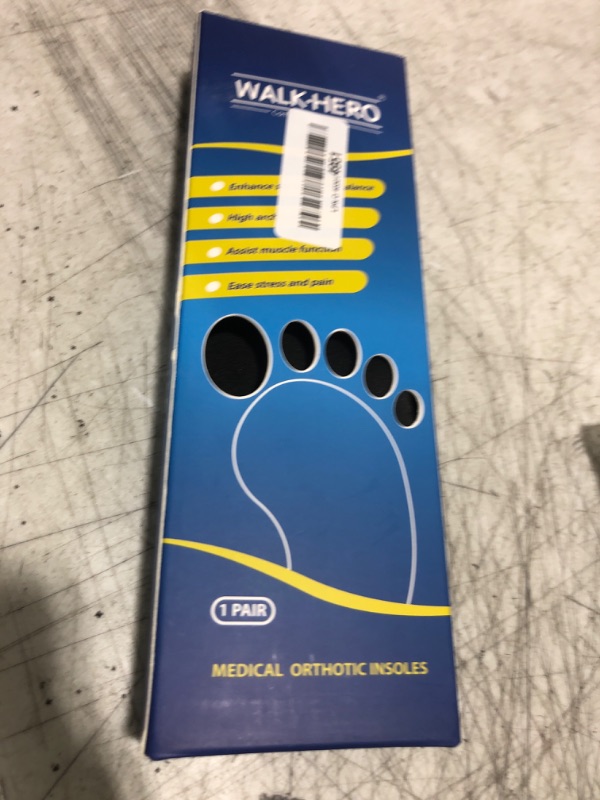 WALK·HERO
Enhance
High arch
Assist muscle function
Ease stress and pain
1 PAIR
MEDICAL ORTHOTIC INSOLES